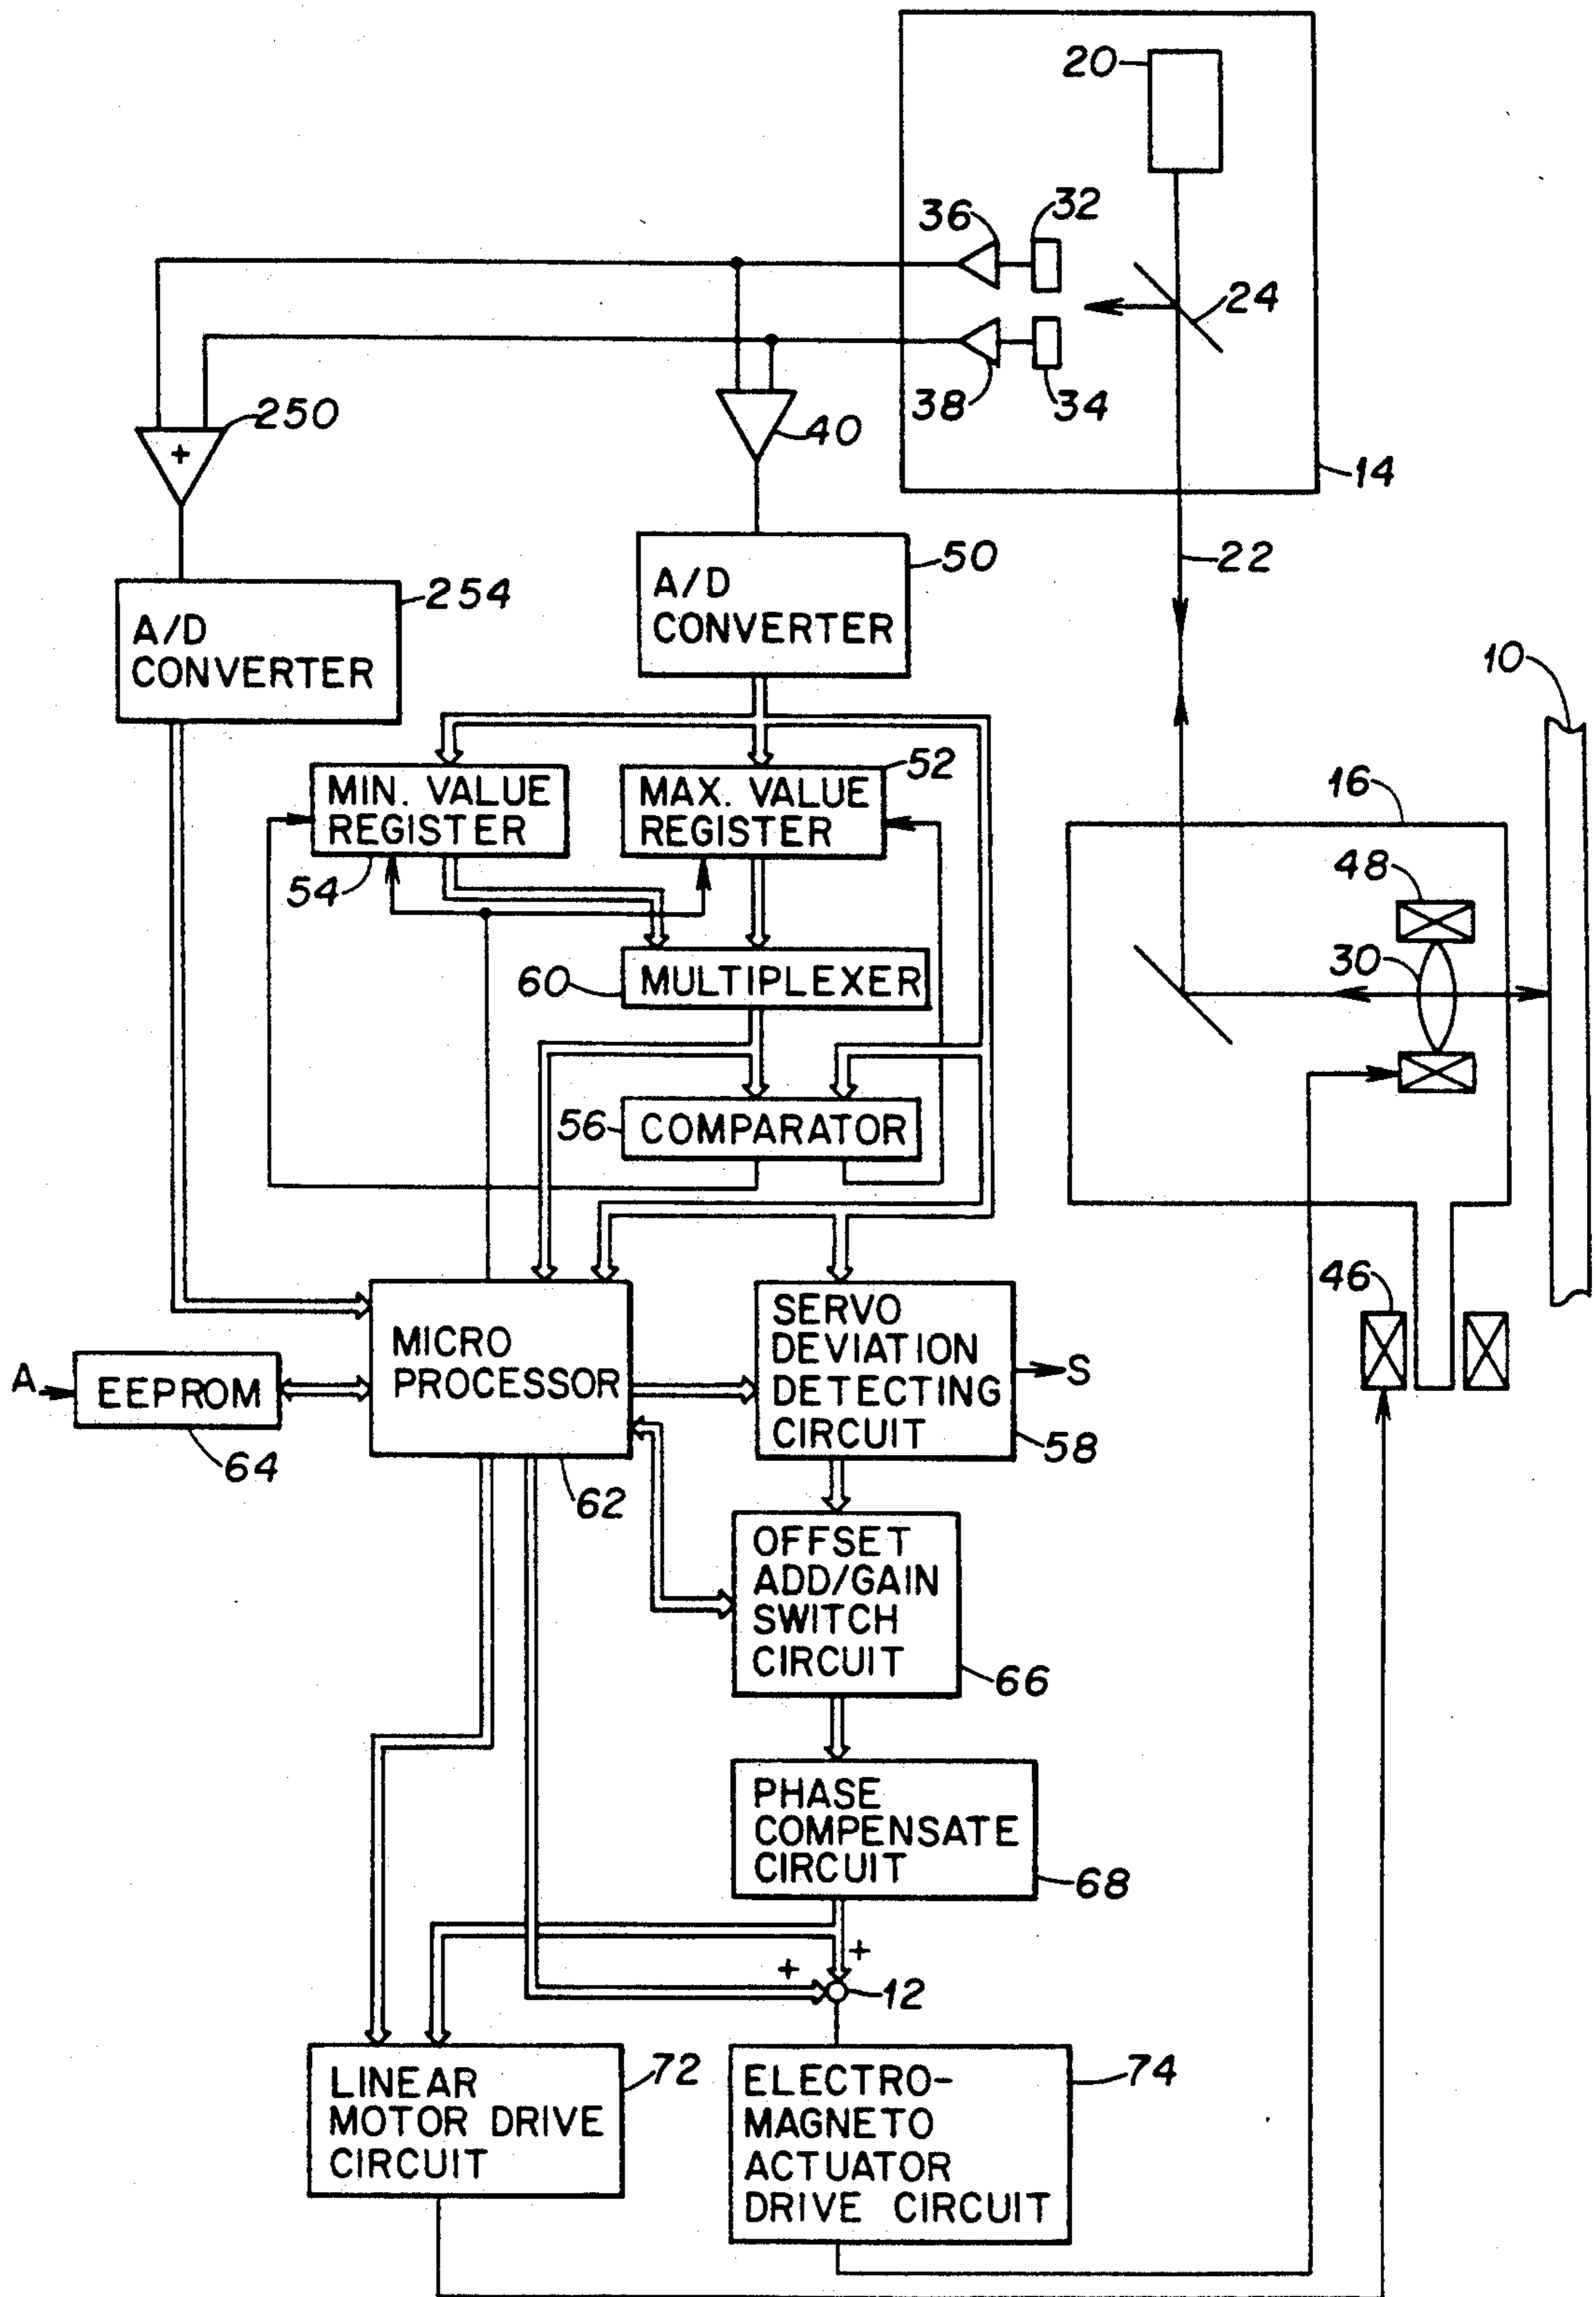 20
36
32
24
38
34
250
+
40
14
50
22
254
A/D
CONVERTER
A/D
CONVERTER
10
52
16
MIN. VALUE
REGISTER
MAX. VALUE
REGISTER
54
48
30
60
MULTIPLEXER
56
COMPARATOR
46
MICRO
PROCESSOR
SERVO
DEVIATION
DETECTING
CIRCUIT
S
A
EEPROM
58
64
62
OFFSET
ADD/GAIN
SWITCH
CIRCUIT
66
PHASE
COMPENSATE
CIRCUIT
68
+
+
12
LINEAR
MOTOR DRIVE
CIRCUIT
72
ELECTRO-
MAGNETO
ACTUATOR
DRIVE CIRCUIT
74